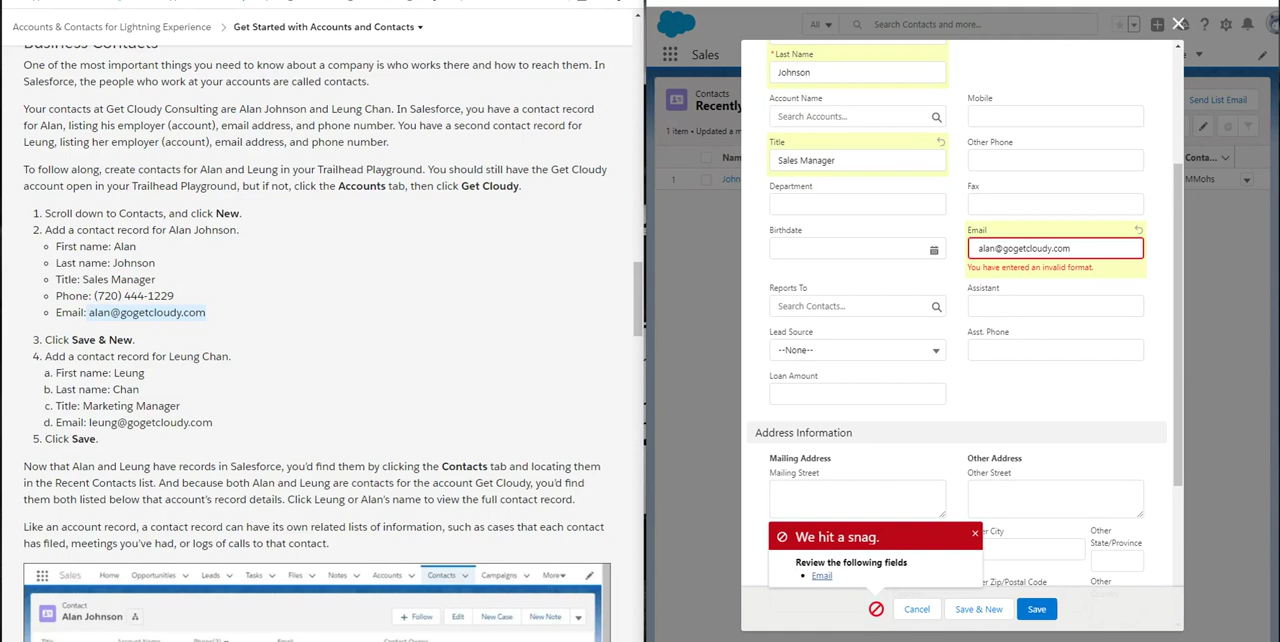 Accounts & Contacts for Lightning Experience
Get Started with Accounts and Contacts
Business Contacts
One of the most important things you need to know about a company is who works there and how to reach them. In
Salesforce, the people who work at your accounts are called contacts.
Your contacts at Get Cloudy Consulting are Alan Johnson and Leung Chan. In Salesforce, you have a contact record
for Alan, listing his employer (account), email address, and phone number. You have a second contact record for
Leung, listing her employer (account), email address, and phone number.
To follow along, create contacts for Alan and Leung in your Trailhead Playground. You should still have the Get Cloudy
account open in your Trailhead Playground, but if not, click the Accounts tab, then click Get Cloudy.
1. Scroll down to Contacts, and click New.
2. Add a contact record for Alan Johnson.
First name: Alan
Last name: Johnson
Title: Sales Manager
Phone: (720) 444-1229
Email: alan@gogetcloudy.com
3. Click Save & New.
4. Add a contact record for Leung Chan.
a. First name: Leung
b. Last name: Chan
c. Title: Marketing Manager
d. Email: leung@gogetcloudy.com
5. Click Save.
Now that Alan and Leung have records in Salesforce, you'd find them by clicking the Contacts tab and locating them
in the Recent Contacts list. And because both Alan and Leung are contacts for the account Get Cloudy, you'd find
them both listed below that account's record details. Click Leung or Alan's name to view the full contact record.
Like an account record, a contact record can have its own related lists of information, such as cases that each contact
has filed, meetings you've had, or logs of calls to the contact.
Sales Home Opportunities Leads Tasks Files Notes Accounts Contacts Campaigns More
Contact
Alan Johnson
+ Follow Edit New Case New Note
All Search Contacts and more...
Sales
Contacts
Recently
1 item • Updated a m
Send List Email
Nam
Conta...
1 John
MMohs
* Last Name
Johnson
Account Name
Search Accounts...
Mobile
Title
Sales Manager
Other Phone
Department
Fax
Birthdate
Email
alan@gogetcloudy.com
You have entered an invalid format.
Reports To
Search Contacts...
Assistant
Lead Source
--None--
Asst. Phone
Loan Amount
Address Information
Mailing Address
Mailing Street
Other Address
Other Street
We hit a snag.
Review the following fields
• Email
er City
Other
State/Province
er Zip/Postal Code
Other
Cancel Save & New Save